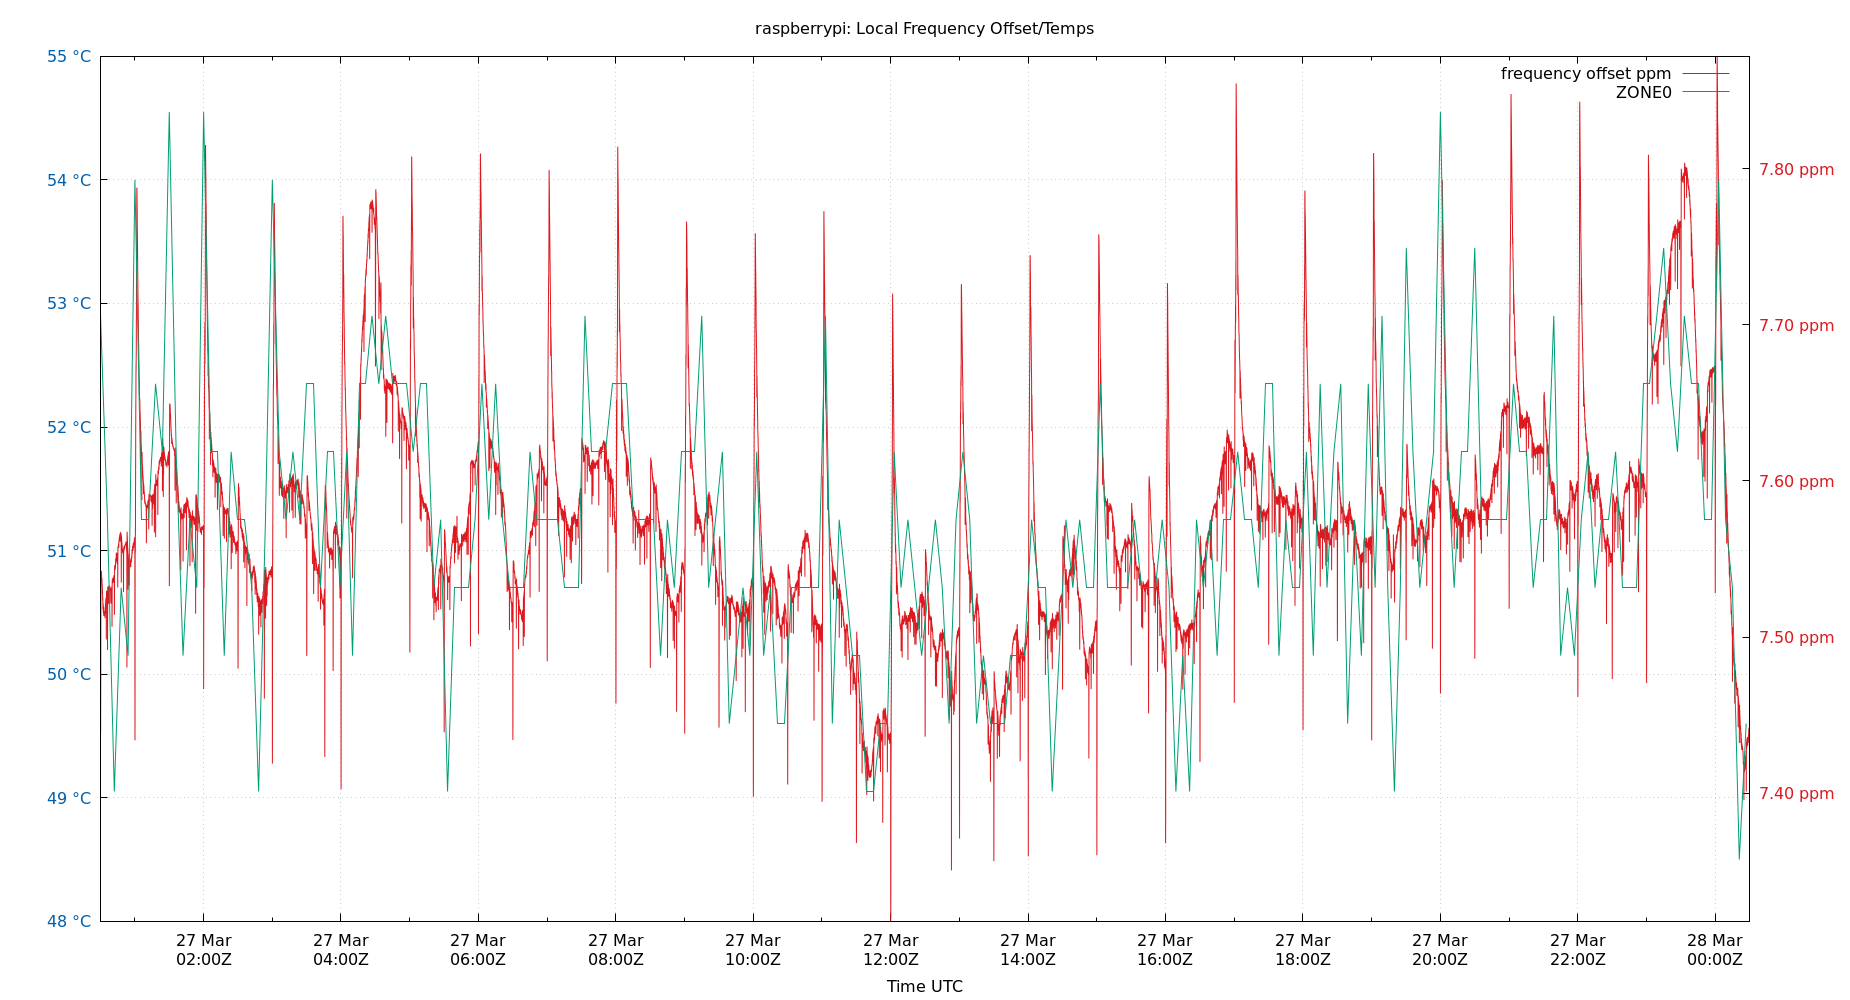 raspberrypi: Local Frequency Offset/Temps
frequency offset ppm
ZONE0
55 °C
54 °C
53 °C
52 °C
51 °C
50 °C
49 °C
48 °C
7.80 ppm
7.70 ppm
7.60 ppm
7.50 ppm
7.40 ppm
27 Mar
02:00Z
27 Mar
04:00Z
27 Mar
06:00Z
27 Mar
08:00Z
27 Mar
10:00Z
27 Mar
12:00Z
27 Mar
14:00Z
27 Mar
16:00Z
27 Mar
18:00Z
27 Mar
20:00Z
27 Mar
22:00Z
28 Mar
00:00Z
Time UTC